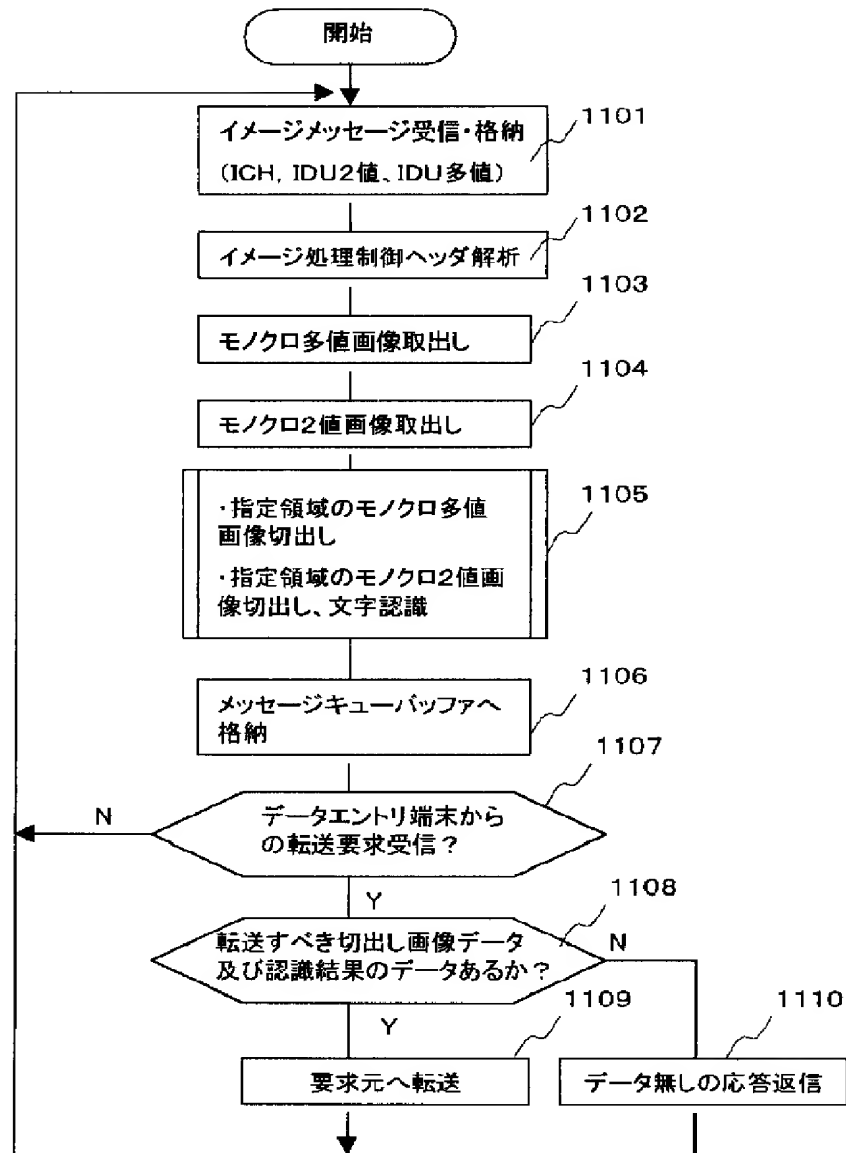 開始
イメージメッセージ受信・格納
(ICH, IDU2値、IDU多値)
1101
イメージ処理制御ヘッダ解析
1102
モノクロ多値画像取出し
1103
モノクロ2値画像取出し
1104
・指定領域のモノクロ多値
画像切出し
・指定領域のモノクロ2値画
像切出し、文字認識
1105
メッセージキューバッファへ
格納
1106
データエントリ端末から
の転送要求受信?
1107
N
Y
転送すべき切出し画像データ
及び認識結果のデータあるか?
1108
N
Y
要求元へ転送
1109
データ無しの応答返信
1110